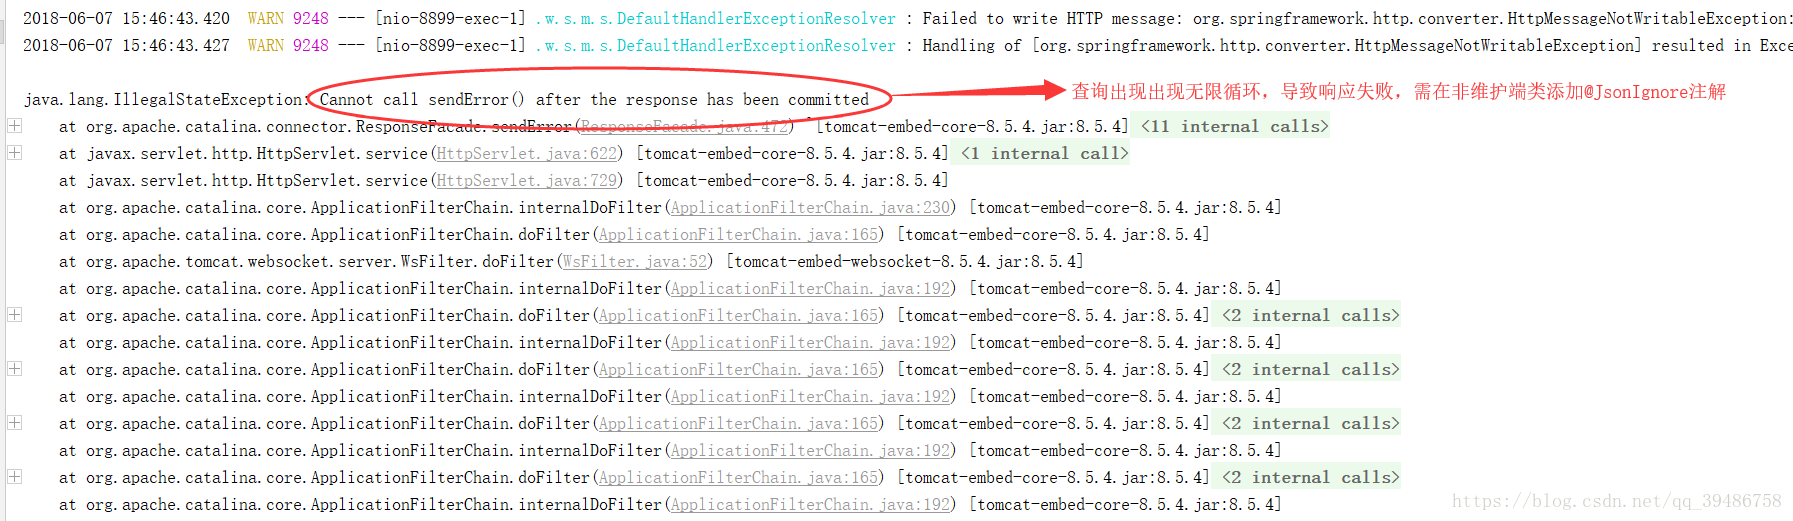 2018-06-07 15:46:43.420  WARN 9248 --- [nio-8899-exec-1] .w.s.m.s.DefaultHandlerExceptionResolver : Failed to write HTTP message: org.springframework.http.converter.HttpMessageNotWritableException:
2018-06-07 15:46:43.427  WARN 9248 --- [nio-8899-exec-1] .w.s.m.s.DefaultHandlerExceptionResolver : Handling of [org.springframework.http.converter.HttpMessageNotWritableException] resulted in Exce
java.lang.IllegalStateException: Cannot call sendError() after the response has been committed
查询出现出现无限循环，导致响应失败，需在非维护端类添加@JsonIgnore注解
at org.apache.catalina.connector.ResponseFacade.sendError(ResponseFacade.java:472) ~[tomcat-embed-core-8.5.4.jar:8.5.4] <11 internal calls>
at javax.servlet.http.HttpServlet.service(HttpServlet.java:622) [tomcat-embed-core-8.5.4.jar:8.5.4] <1 internal call>
at javax.servlet.http.HttpServlet.service(HttpServlet.java:729) [tomcat-embed-core-8.5.4.jar:8.5.4]
at org.apache.catalina.core.ApplicationFilterChain.internalDoFilter(ApplicationFilterChain.java:230) [tomcat-embed-core-8.5.4.jar:8.5.4]
at org.apache.catalina.core.ApplicationFilterChain.doFilter(ApplicationFilterChain.java:165) [tomcat-embed-core-8.5.4.jar:8.5.4]
at org.apache.tomcat.websocket.server.WsFilter.doFilter(WsFilter.java:52) [tomcat-embed-websocket-8.5.4.jar:8.5.4]
at org.apache.catalina.core.ApplicationFilterChain.internalDoFilter(ApplicationFilterChain.java:192) [tomcat-embed-core-8.5.4.jar:8.5.4]
at org.apache.catalina.core.ApplicationFilterChain.doFilter(ApplicationFilterChain.java:165) [tomcat-embed-core-8.5.4.jar:8.5.4] <2 internal calls>
at org.apache.catalina.core.ApplicationFilterChain.internalDoFilter(ApplicationFilterChain.java:192) [tomcat-embed-core-8.5.4.jar:8.5.4]
at org.apache.catalina.core.ApplicationFilterChain.doFilter(ApplicationFilterChain.java:165) [tomcat-embed-core-8.5.4.jar:8.5.4] <2 internal calls>
at org.apache.catalina.core.ApplicationFilterChain.internalDoFilter(ApplicationFilterChain.java:192) [tomcat-embed-core-8.5.4.jar:8.5.4]
at org.apache.catalina.core.ApplicationFilterChain.doFilter(ApplicationFilterChain.java:165) [tomcat-embed-core-8.5.4.jar:8.5.4] <2 internal calls>
at org.apache.catalina.core.ApplicationFilterChain.internalDoFilter(ApplicationFilterChain.java:192) [tomcat-embed-core-8.5.4.jar:8.5.4]
at org.apache.catalina.core.ApplicationFilterChain.doFilter(ApplicationFilterChain.java:165) [tomcat-embed-core-8.5.4.jar:8.5.4] <2 internal calls>
at org.apache.catalina.core.ApplicationFilterChain.internalDoFilter(ApplicationFilterChain.java:192) [tomcat-embed-core-8.5.4.jar:8.5.4]
https://blog.csdn.net/qq_39486758